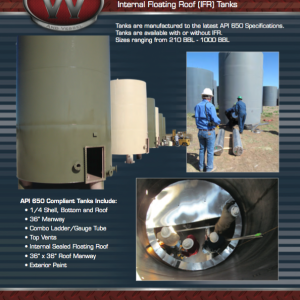 W
Internal Floating Roof (IFR) Tanks
Tanks are manufactured to the latest API 650 Specifications.
Tanks are available with or without IFR.
Sizes ranging from 210 BBL - 1000 BBL
API 650 Compliant Tanks Include:
• 1/4 Shell, Bottom and Roof
• 36" Manway
• Combo Ladder/Gauge Tube
• Top Vents
• Internal Sealed Floating Roof
• 36" x 36" Roof Manway
• Exterior Paint